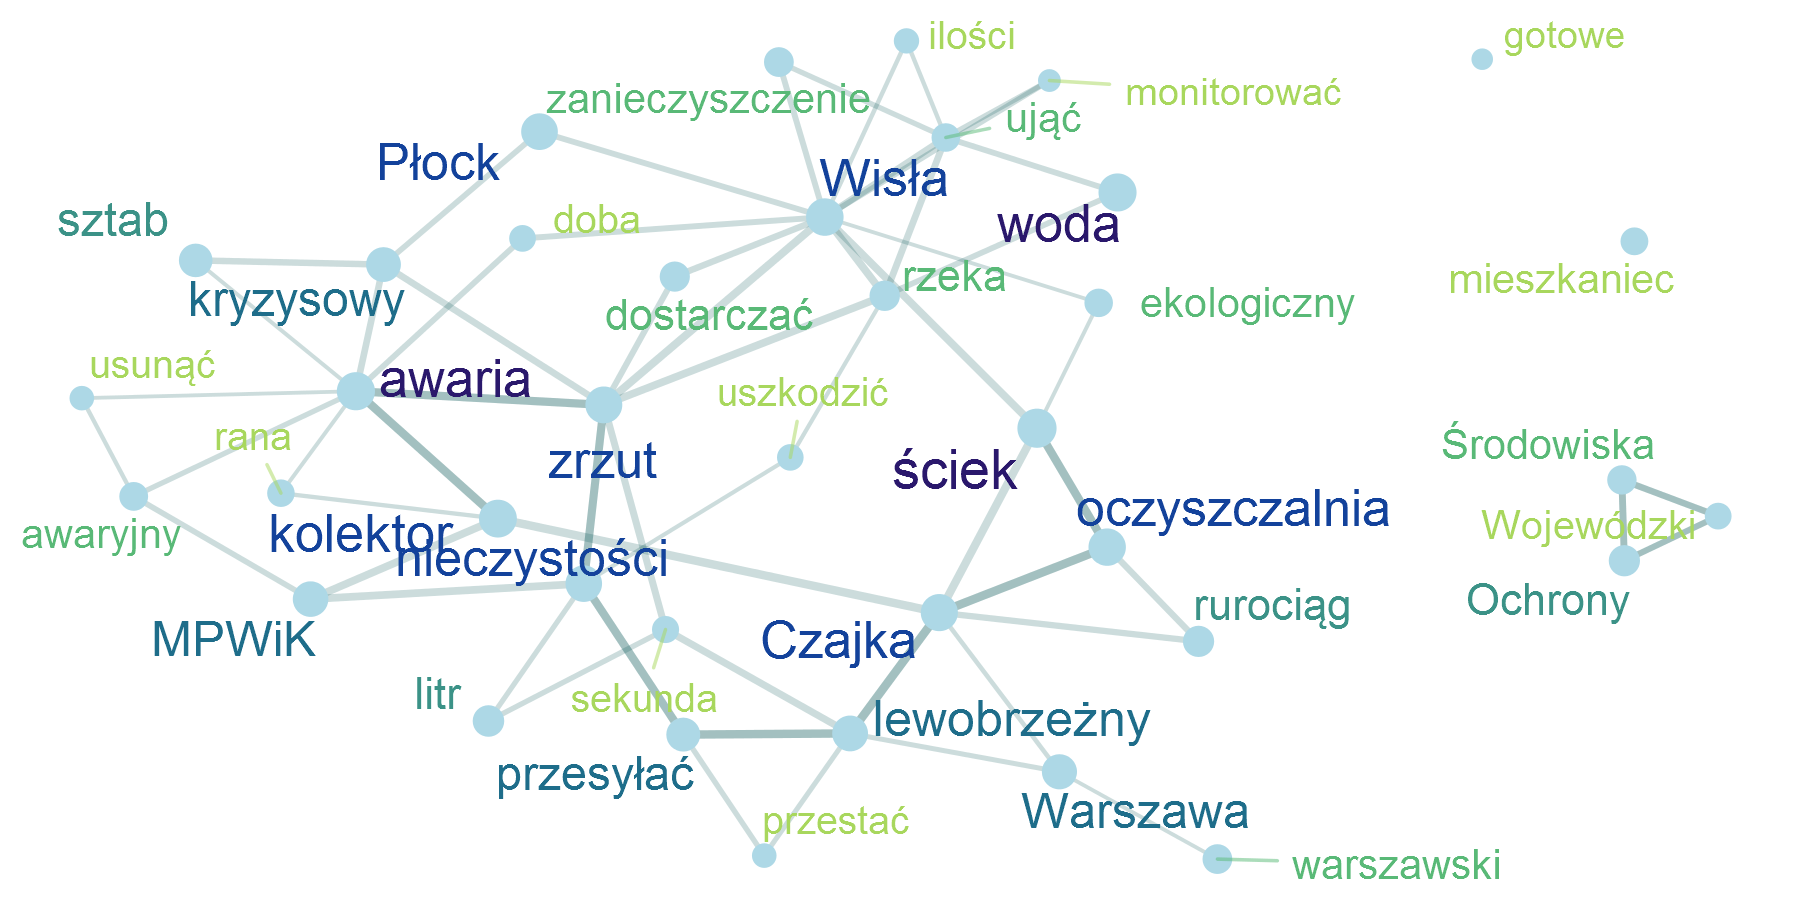 ilości
gotowe
zanieczyszczenie
monitorować
ująć
Płock
Wisła
sztab
doba
woda
kryzysowy
rzeka
mieszkaniec
dostarczać
ekologiczny
usunąć
awaria
uszkodzić
rana
zrzut
ściek
Środowiska
awaryjny
kolektor
oczyszczalnia
Wojewódzki
nieczystości
MPWiK
Czajka
rurociąg
Ochrony
litr
sekunda
lewobrzeżny
przesyłać
przestać
Warszawa
warszawski